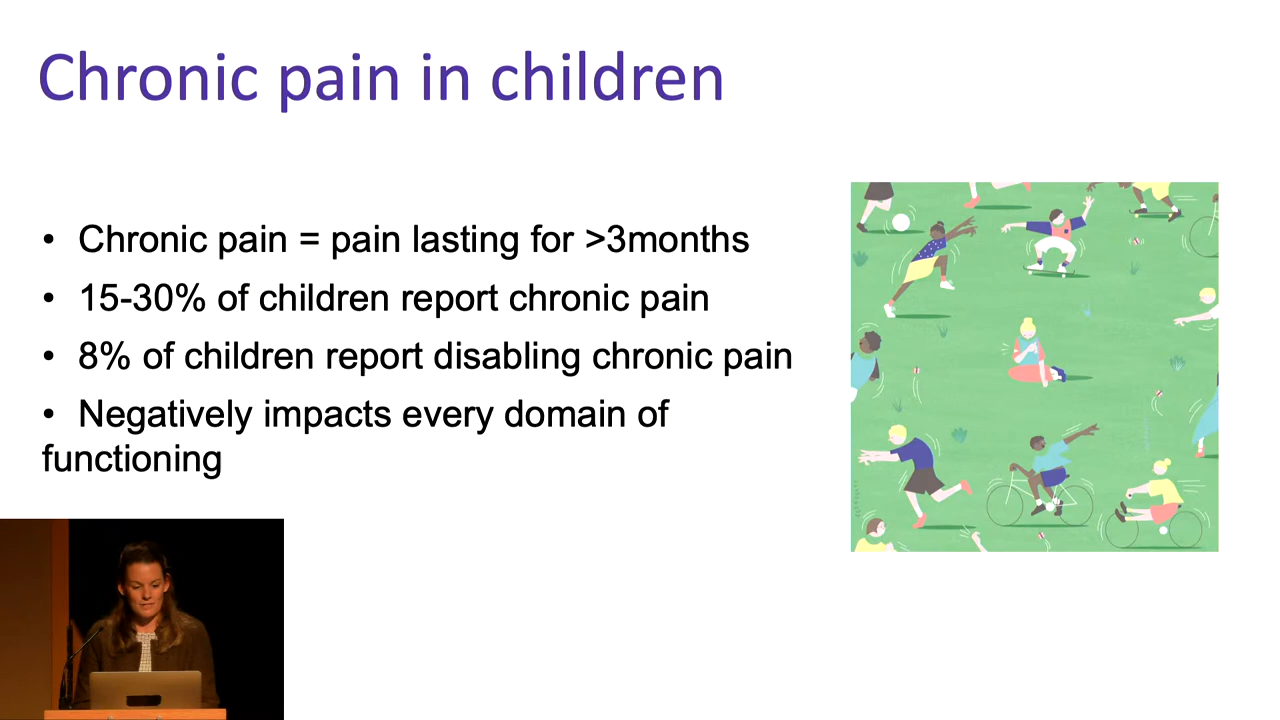 Chronic pain in children
• Chronic pain = pain lasting for >3months
• 15-30% of children report chronic pain
• 8% of children report disabling chronic pain
• Negatively impacts every domain of
functioning